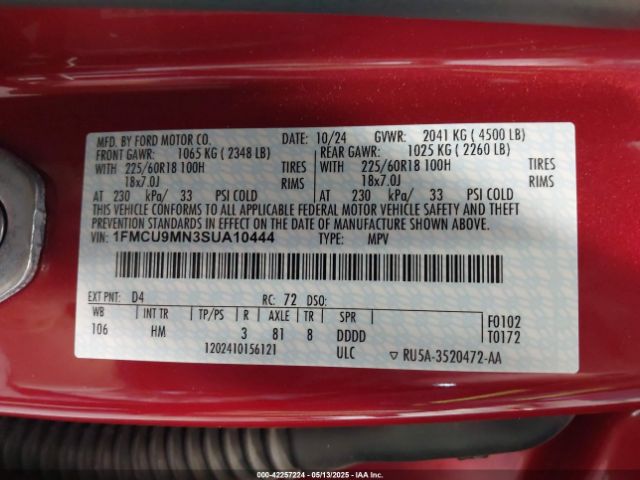 MFD. BY FORD MOTOR CO. DATE: 10/24 GVWR: 2041 KG ( 4500 LB)
FRONT GAWR: 1065 KG ( 2348 LB) REAR GAWR: 1025 KG ( 2260 LB)
WITH 225/60R18 100H TIRES WITH 225/60R18 100H TIRES
18x7.0J RIMS 18x7.0J RIMS
AT 230 kPa/ 33 PSI COLD AT 230 kPa/ 33 PSI COLD
THIS VEHICLE CONFORMS TO ALL APPLICABLE FEDERAL MOTOR VEHICLE SAFETY AND THEFT
PREVENTION STANDARDS IN EFFECT ON THE DATE OF MANUFACTURE SHOWN ABOVE.
VIN: 1FMCU9MN3SUA10444 TYPE: MPV
EXT PNT: D4 RC: 72 DSO:
WB INT TR TP/PS R AXLE TR SPR F0102
106 HM 3 81 8 DDDD T0172
1202410156121 ULC ▽ RU5A-3520472-AA
000-42257224 | 05/13/2025 | © Copyright 2025 IAA, Inc. All Rights Reserved.